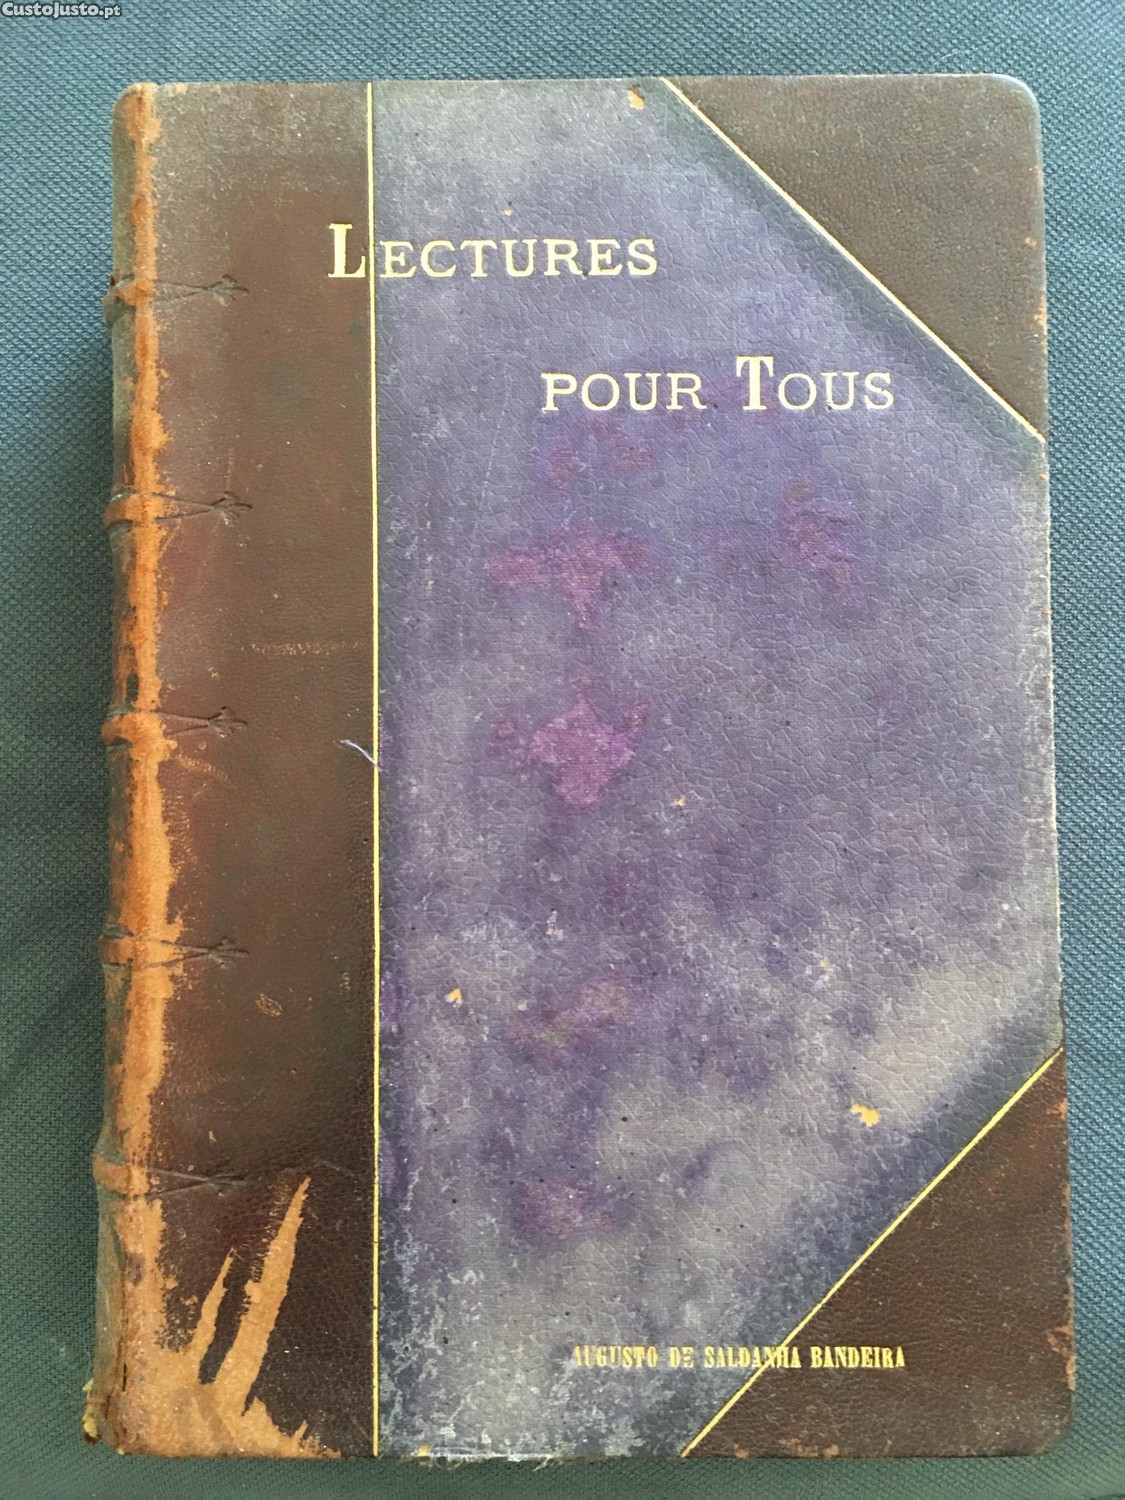 CustoJusto.pt
LECTURES
POUR TOUS
AUGUSTO DE SALDANHA BANDEIRA